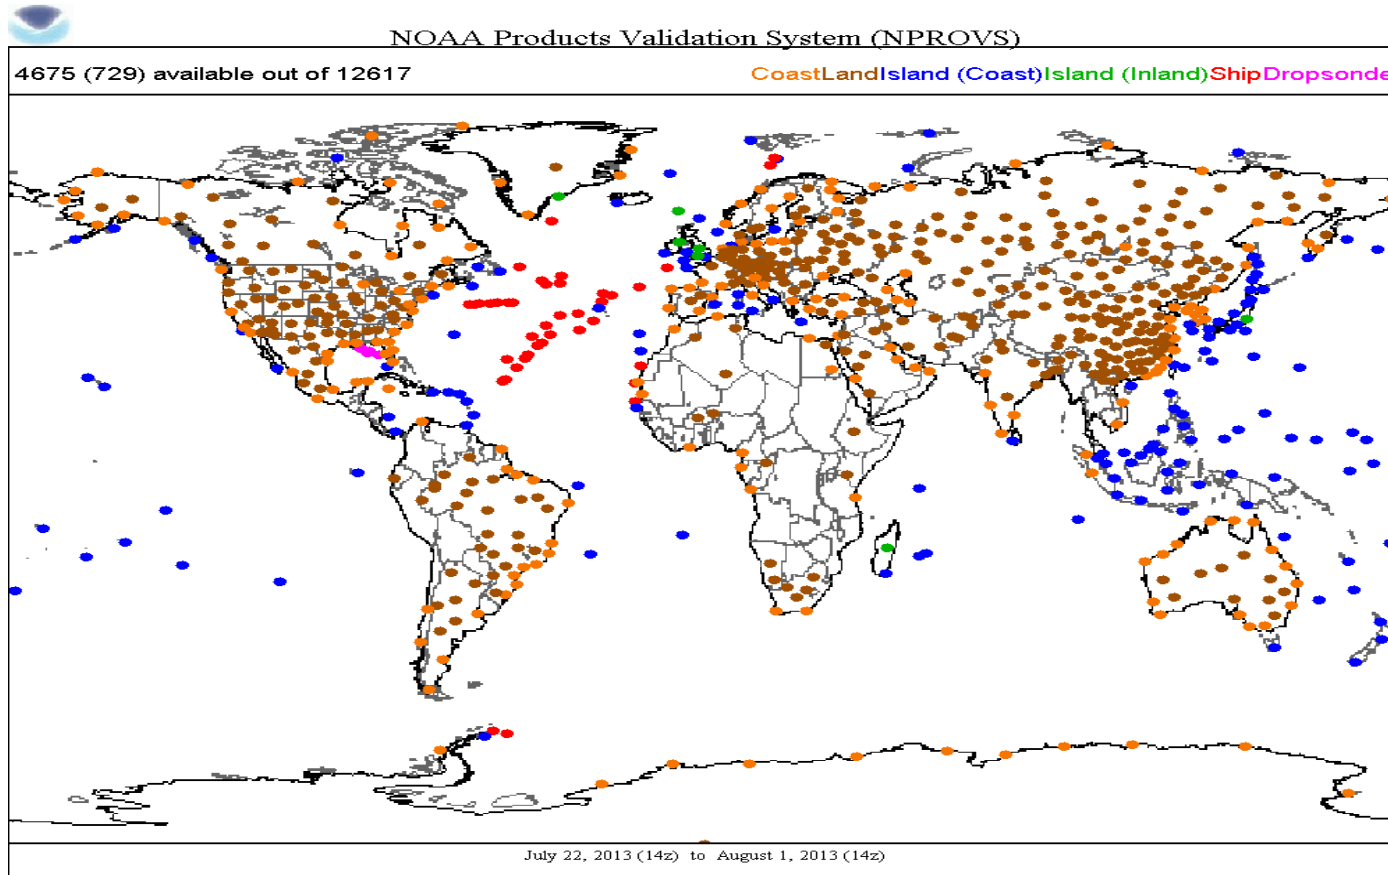 NOAA Products Validation System (NPROVS)
4675 (729) available out of 12617 CoastLandIsland (Coast)Island (Inland)ShipDropsonde
July 22, 2013 (14z) to August 1, 2013 (14z)